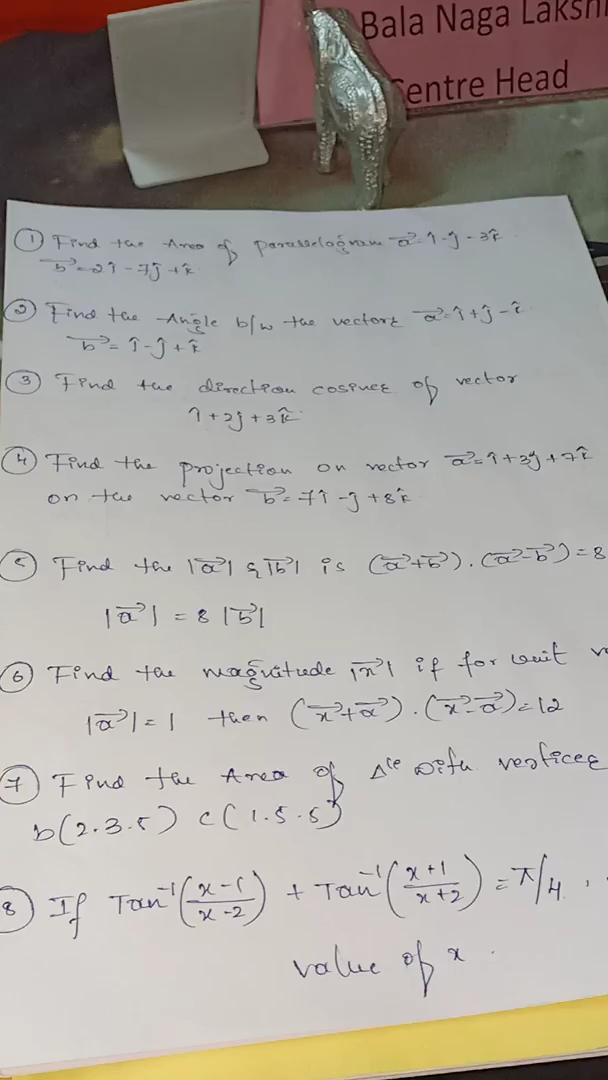 Bala Naga Lakshm
Centre Head
① Find the Area of parallelogram a⃗=î-ĵ-3k̂
b⃗=2î-7ĵ+k̂
② Find the Angle b/w the vectors a⃗=î+ĵ-k̂
b⃗=î-ĵ+k̂
③ Find the direction cosines of vector
î+2ĵ+3k̂
④ Find the projection on vector a⃗=î+3ĵ+7k̂
on the vector b⃗=7î-ĵ+8k̂
5 Find the |a⃗| & |b⃗| is (a⃗+b⃗).(a⃗-b⃗)=8
|a⃗| = 8 |b⃗|
⑥ Find the magnitude |x⃗| if for unit ve
|a⃗|=1 then (x⃗+a⃗).(x⃗-a⃗)=12
7 Find the Area of Δle with vertices
b(2.3.5) c(1.5.5)
8 If Tan⁻¹(x-1/x-2) + Tan⁻¹(x+1/x+2) = π/4,
value of x.